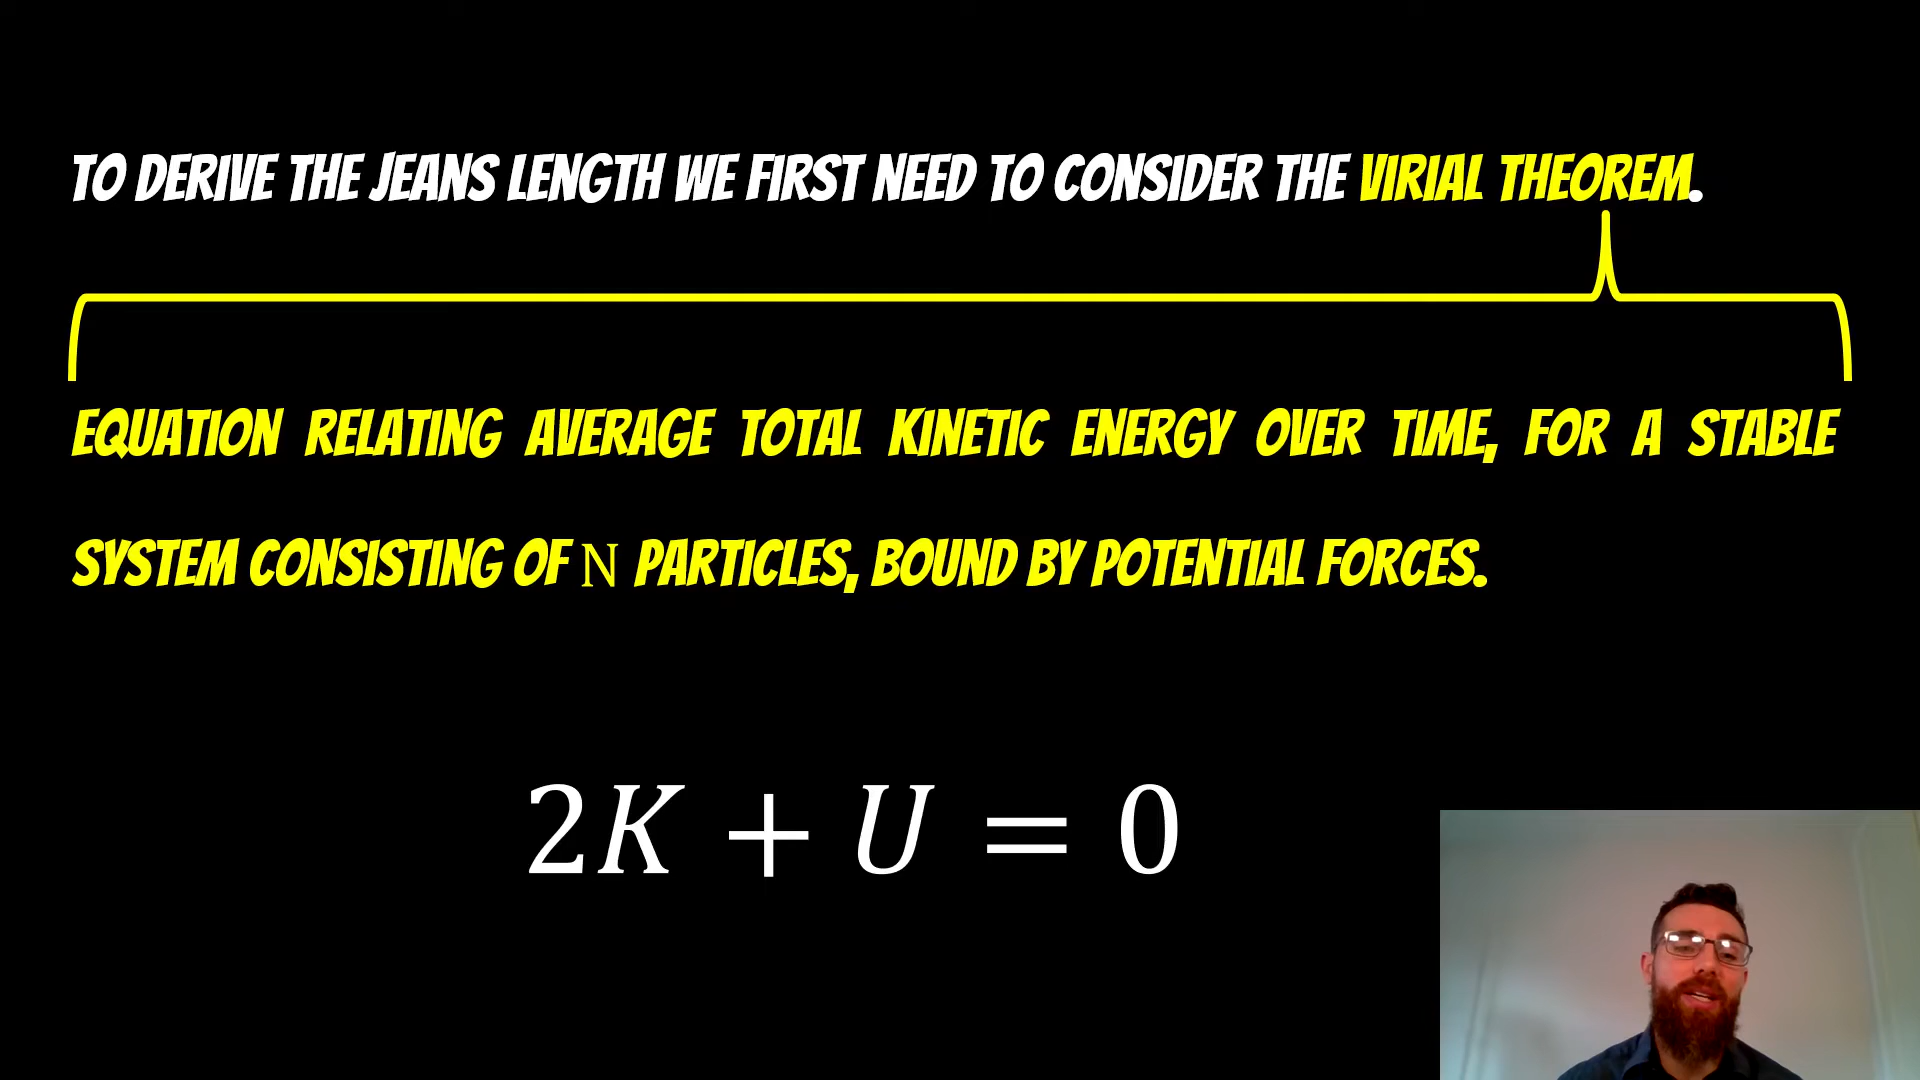 TO DERIVE THE JEANS LENGTH WE FIRST NEED TO CONSIDER THE VIRIAL THEOREM.
EQUATION RELATING AVERAGE TOTAL KINETIC ENERGY OVER TIME, FOR A STABLE
SYSTEM CONSISTING OF N PARTICLES, BOUND BY POTENTIAL FORCES.
2K + U = 0